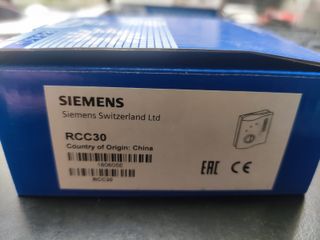 SIEMENS
Siemens Switzerland Ltd
RCC30
Country of Origin: China
RCC30
EAC CE